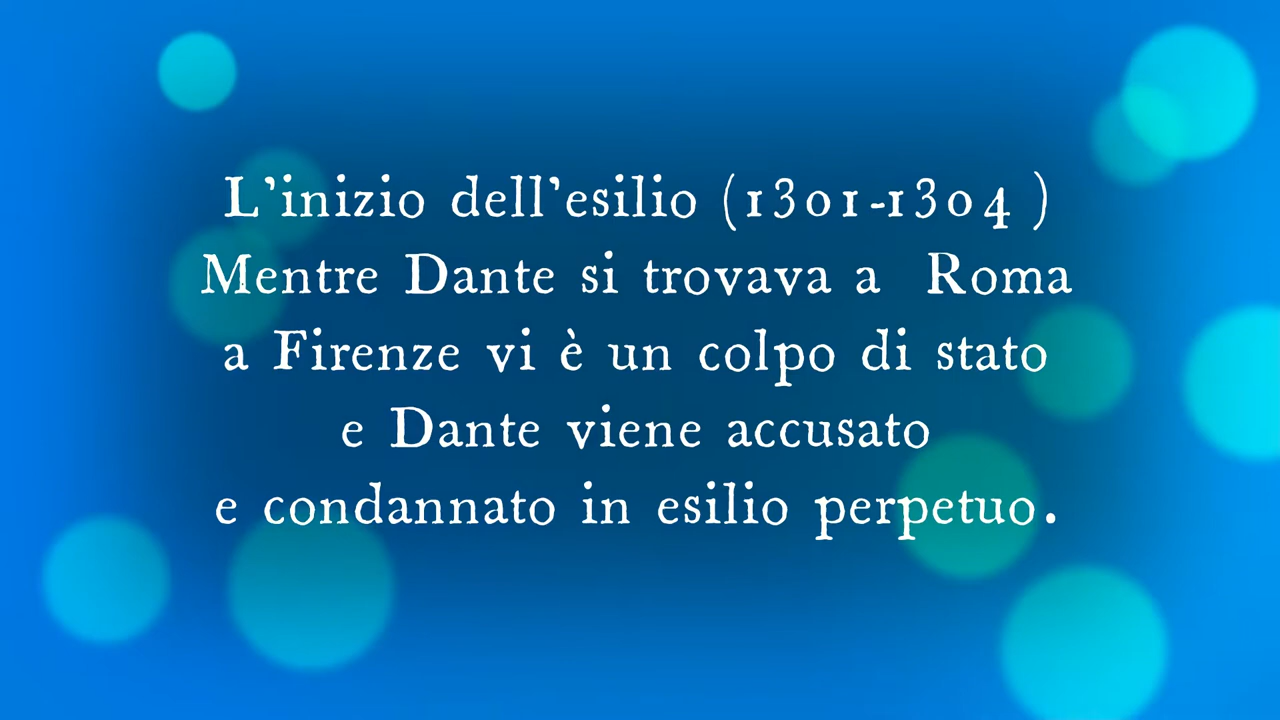 L'inizio dell'esilio (1301-1304 )
Mentre Dante si trovava a  Roma
a Firenze vi è un colpo di stato
e Dante viene accusato
e condannato in esilio perpetuo.